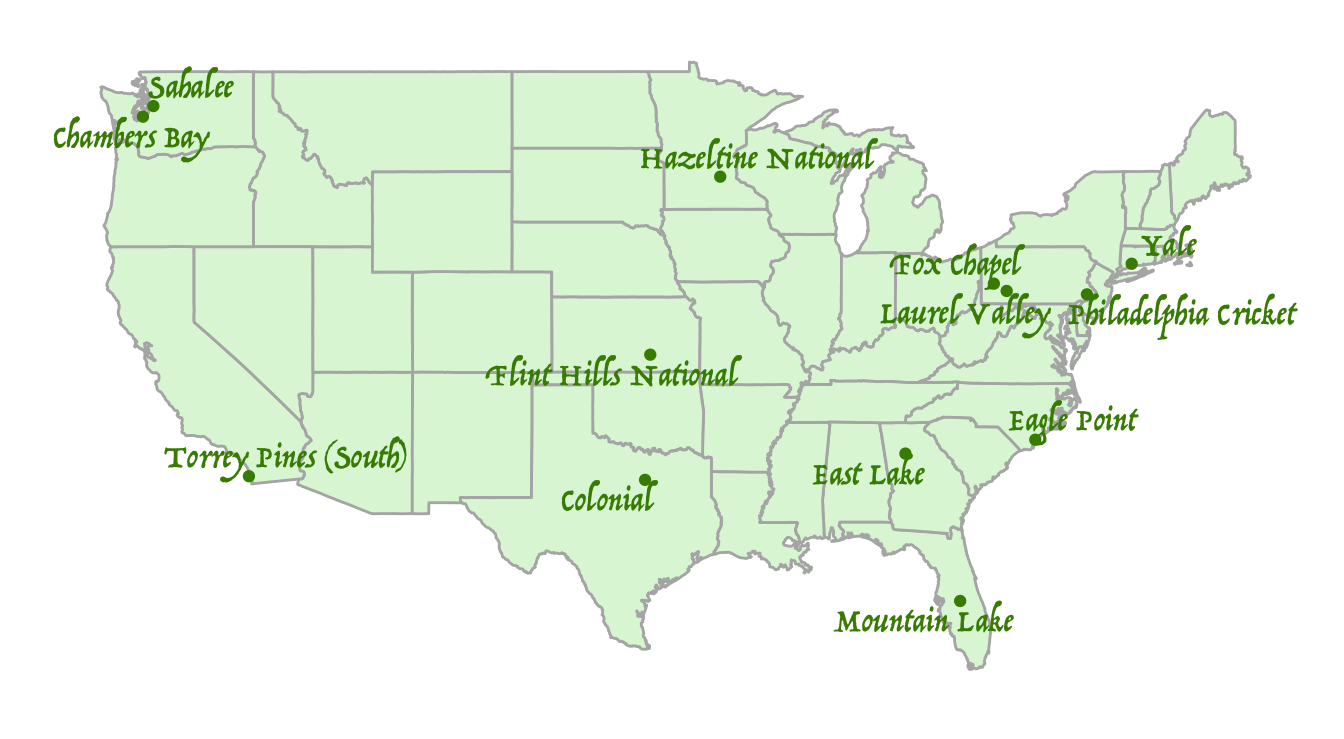 Sahalee
Chambers Bay
Hazeltine National
Yale
Fox Chapel
Laurel Valley
Philadelphia Cricket
Flint Hills National
Eagle Point
Torrey Pines (South)
East Lake
Colonial
Mountain Lake